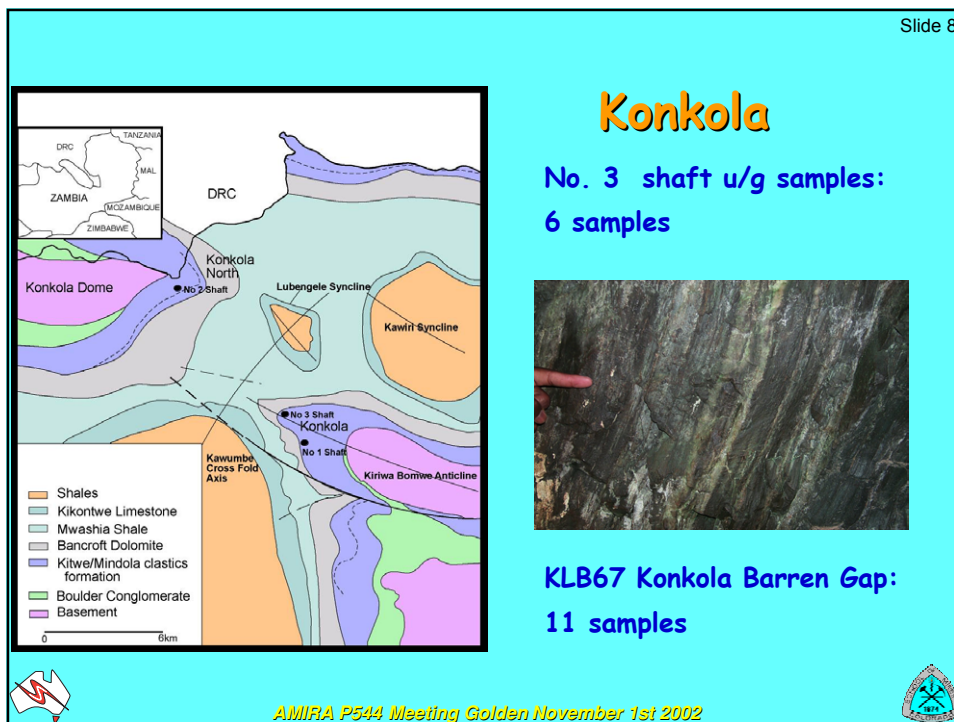 Slide 8
Konkola
No. 3 shaft u/g samples:
6 samples
KLB67 Konkola Barren Gap:
11 samples
TANZANIA
DRC
MAL
ZAMBIA
MOZAMBIQUE
ZIMBABWE
DRC
Konkola
North
No 2 Shaft
Konkola Dome
Lubengele Syncline
Kawiri Syncline
No 3 Shaft
Konkola
No 1 Shaft
Kawumbe
Cross Fold
Axis
Kiriwa Bomwe Anticline
Shales
Kikontwe Limestone
Mwashia Shale
Bancroft Dolomite
Kitwe/Mindola clastics
formation
Boulder Conglomerate
Basement
0 6km
AMIRA P544 Meeting Golden November 1st 2002
1874
COLORADO